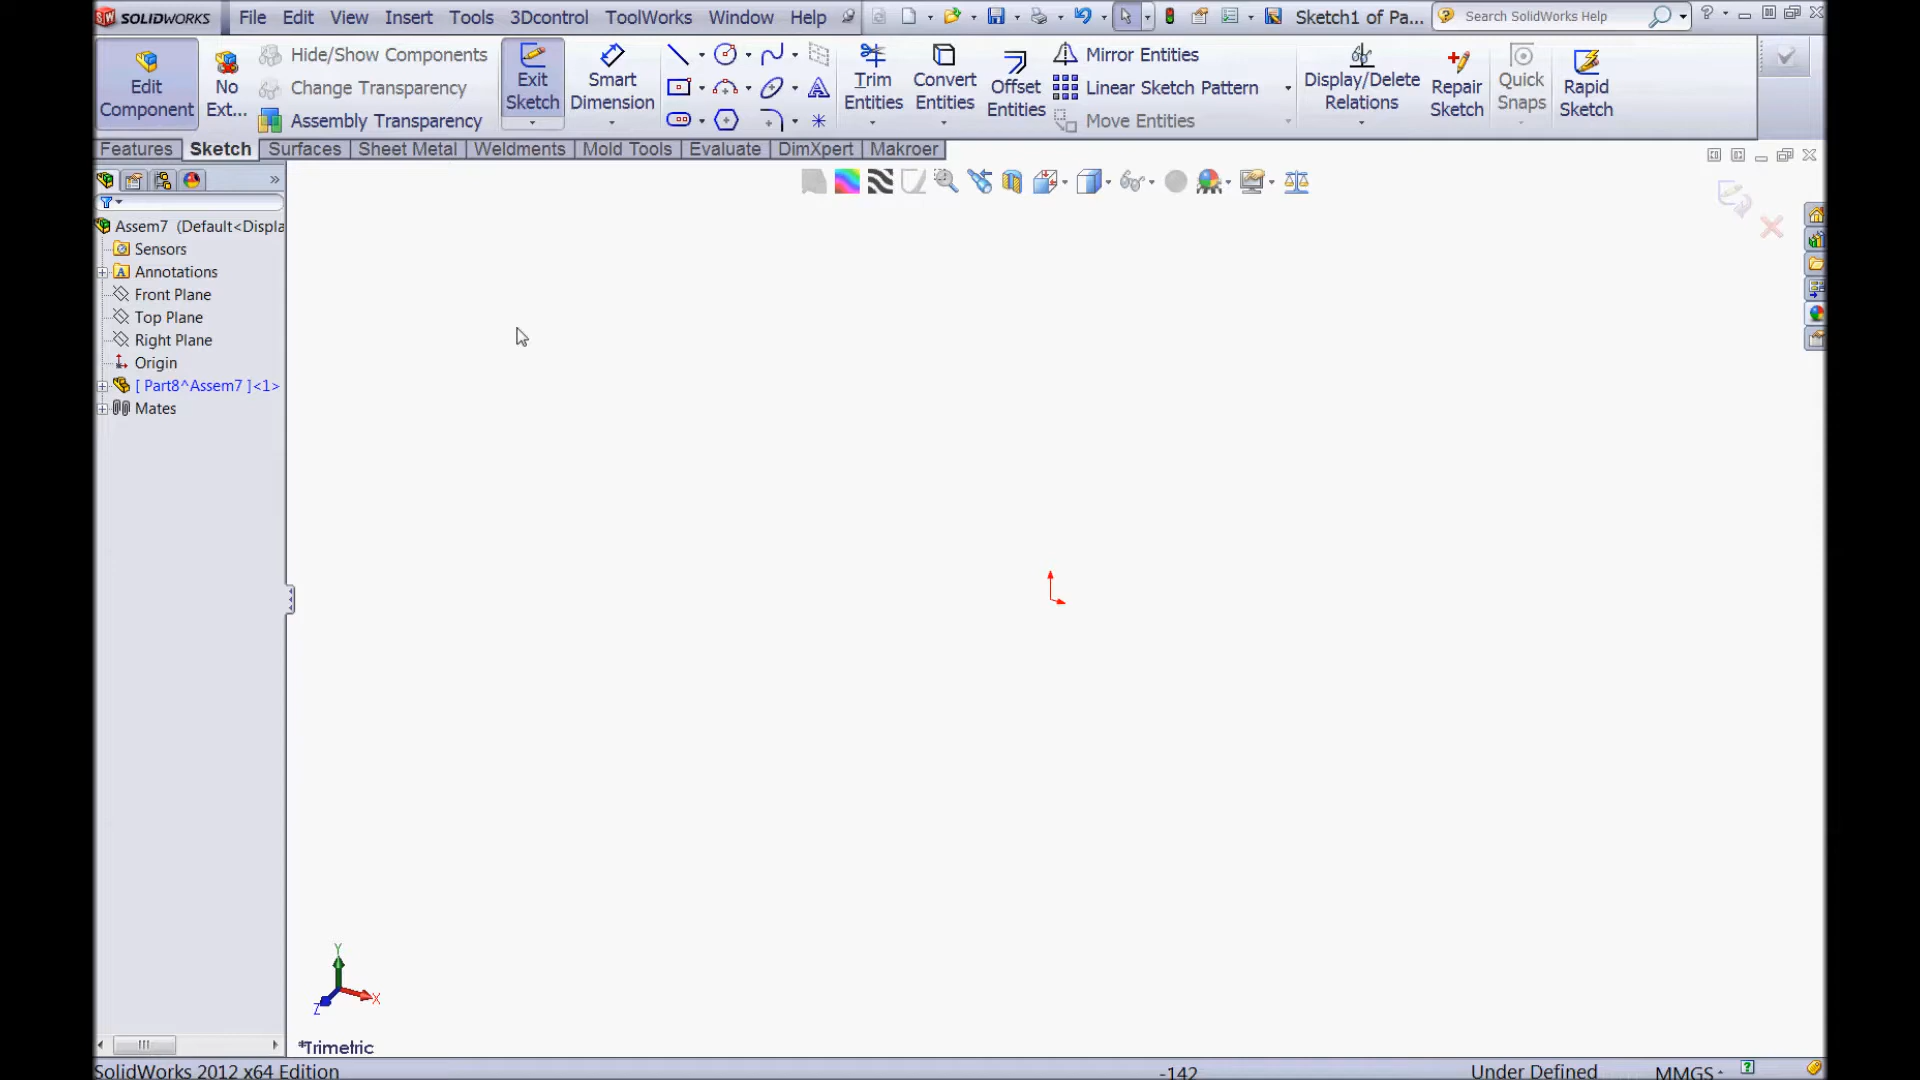 SOLIDWORKS File Edit View Insert Tools 3Dcontrol ToolWorks Window Help Sketch1 of Pa... Search SolidWorks Help
Edit Component
No Ext...
Hide/Show Components
Change Transparency
Assembly Transparency
Exit Sketch
Smart Dimension
Trim Entities
Convert Entities
Offset Entities
Mirror Entities
Linear Sketch Pattern
Move Entities
Display/Delete Relations
Repair Sketch
Quick Snaps
Rapid Sketch
Features Sketch Surfaces Sheet Metal Weldments Mold Tools Evaluate DimXpert Makroer
Assem7 (Default<Displa
Sensors
Annotations
Front Plane
Top Plane
Right Plane
Origin
[ Part8^Assem7 ]<1>
Mates
Y
X
Z
*Trimetric
SolidWorks 2012 x64 Edition -142 Under Defined MMGS